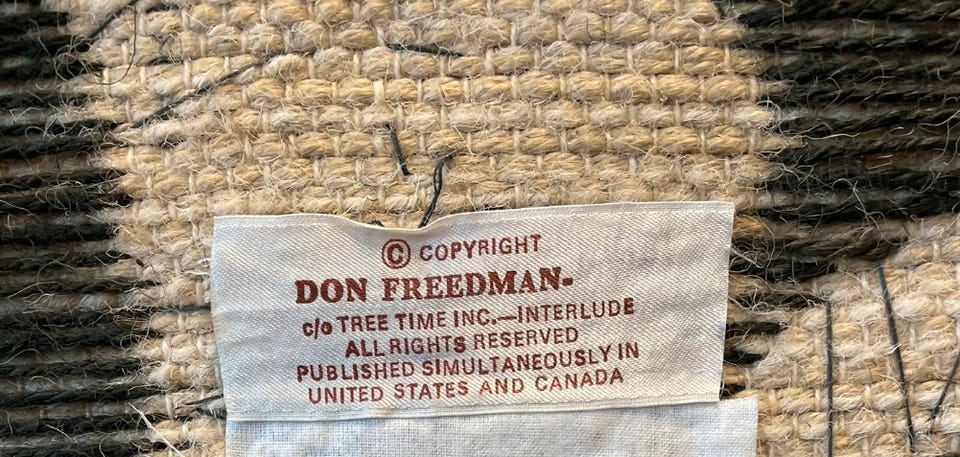 © COPYRIGHT
DON FREEDMAN-
c/o TREE TIME INC.—INTERLUDE
ALL RIGHTS RESERVED
PUBLISHED SIMULTANEOUSLY IN
UNITED STATES AND CANADA